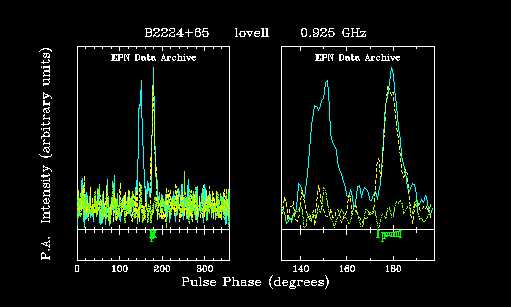 B2224+65 lovell 0.925 GHz
EPN Data Archive EPN Data Archive
P.A. Intensity (arbitrary units)
0 100 200 300 140 160 180
Pulse Phase (degrees)